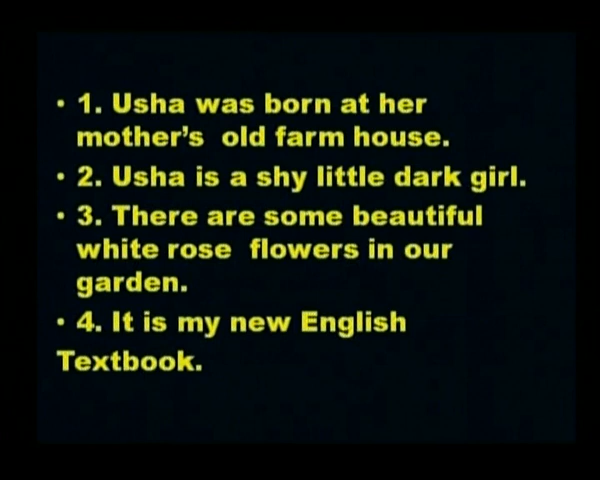 • 1. Usha was born at her
mother's old farm house.
• 2. Usha is a shy little dark girl.
• 3. There are some beautiful
white rose flowers in our
garden.
• 4. It is my new English
Textbook.